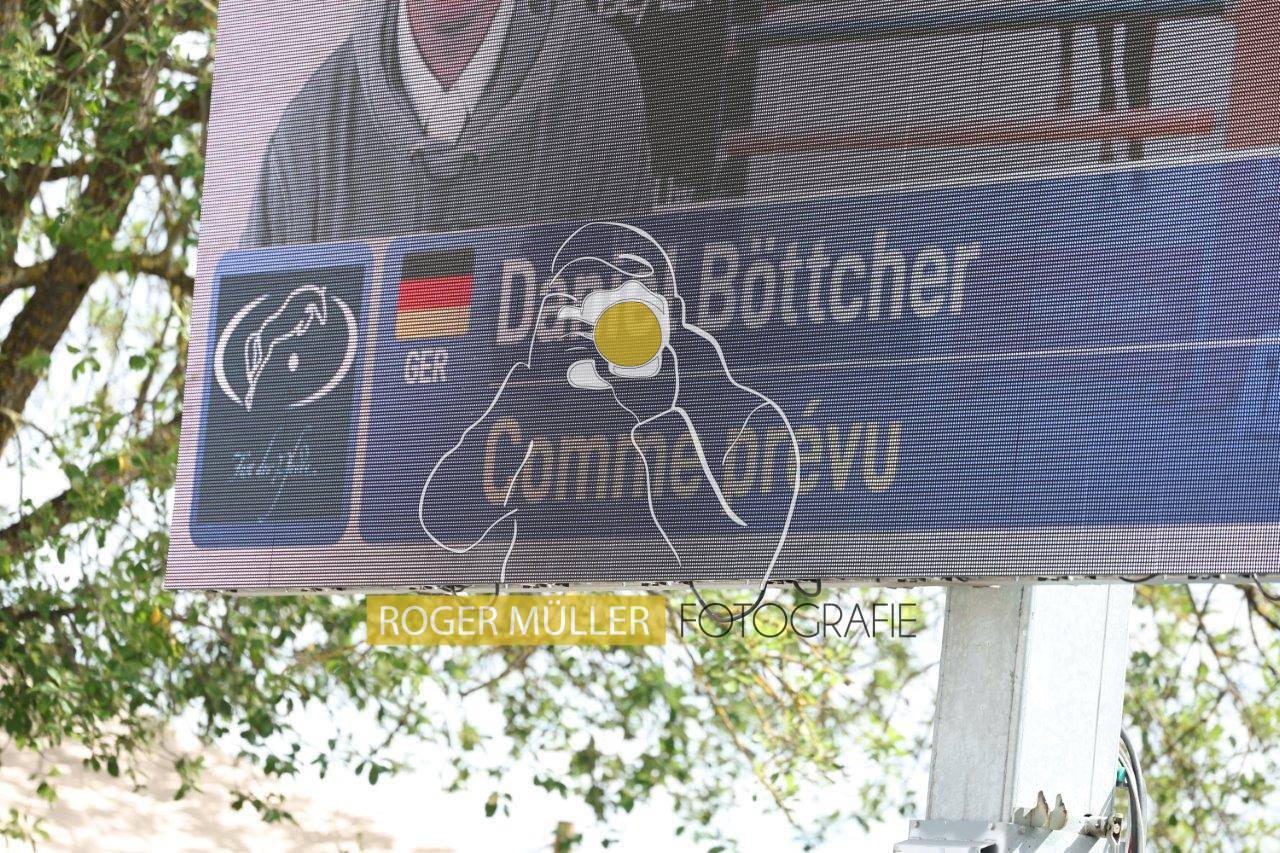 Böttcher
GER
Comme prévu
ROGER MÜLLER FOTOGRAFIE